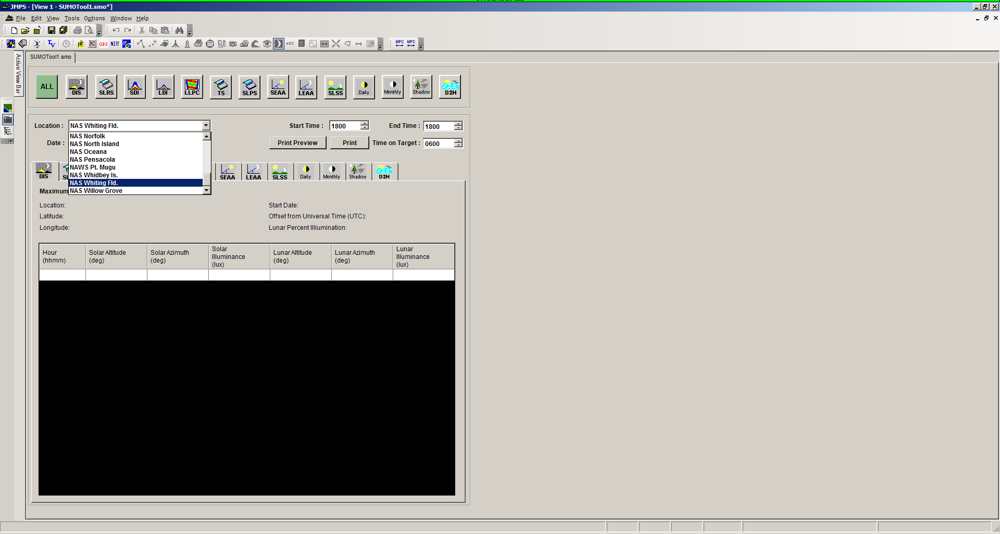 JMPS - [View 1 - SUMOTool1.smo*]
File Edit View Tools Options Window Help
GPS NITF WEZ WPC WPC
Active View Bar
SUMOTool1.smo
ALL DIS SLRS SDI LDI LLPC TS SLPS SEAA LEAA SLSS Daily Monthly Shadow D2H
Location : NAS Whiting Fld. Start Time : 1800 End Time : 1800
NAS Norfolk
NAS North Island
NAS Oceana
NAS Pensacola
NAWS Pt. Mugu
NAS Whidbey Is.
NAS Whiting Fld.
NAS Willow Grove
Date : Print Preview Print Time on Target : 0600
DIS SEAA LEAA SLSS Daily Monthly Shadow D2H
Maximum
Location: Start Date:
Latitude: Offset from Universal Time (UTC):
Longitude: Lunar Percent Illumination:
Hour
(hhmm)
Solar Altitude
(deg)
Solar Azimuth
(deg)
Solar
Illuminance
(lux)
Lunar Altitude
(deg)
Lunar Azimuth
(deg)
Lunar
Illuminance
(lux)